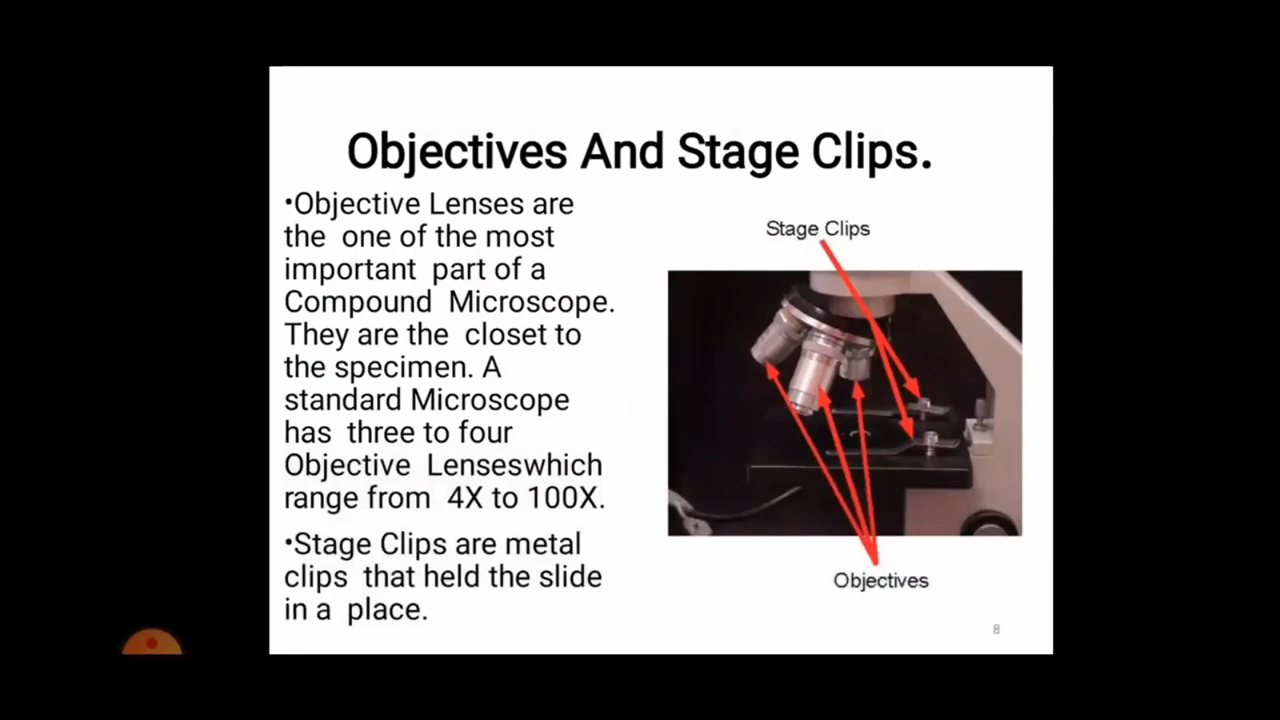 Objectives And Stage Clips.
•Objective Lenses are
the one of the most
important part of a
Compound Microscope.
They are the closet to
the specimen. A
standard Microscope
has three to four
Objective Lenseswhich
range from 4X to 100X.
•Stage Clips are metal
clips that held the slide
in a place.
Stage Clips
Objectives
8